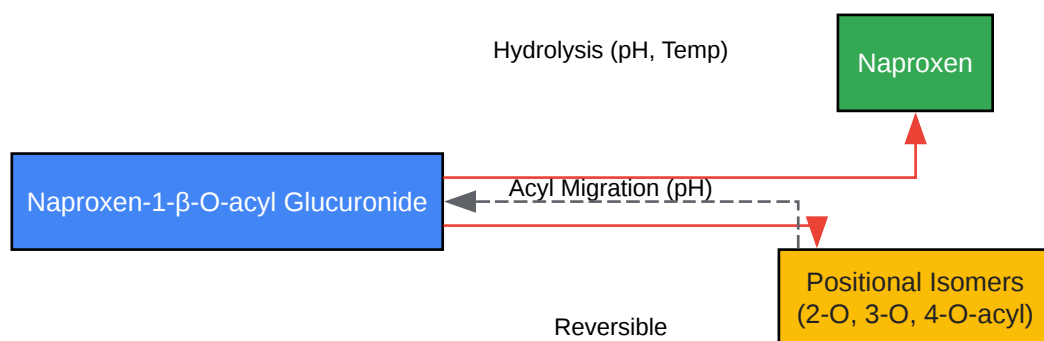 Hydrolysis (pH, Temp)
Naproxen
Naproxen-1-β-O-acyl Glucuronide
Acyl Migration (pH)
Positional Isomers
(2-O, 3-O, 4-O-acyl)
Reversible